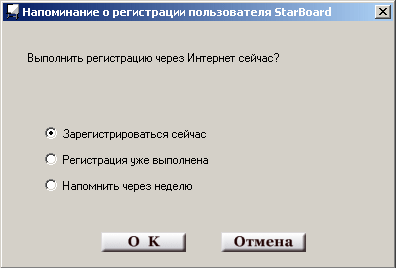 Напоминание о регистрации пользователя StarBoard
Выполнить регистрацию через Интернет сейчас?
Зарегистрироваться сейчас
Регистрация уже выполнена
Напомнить через неделю
О К
Отмена